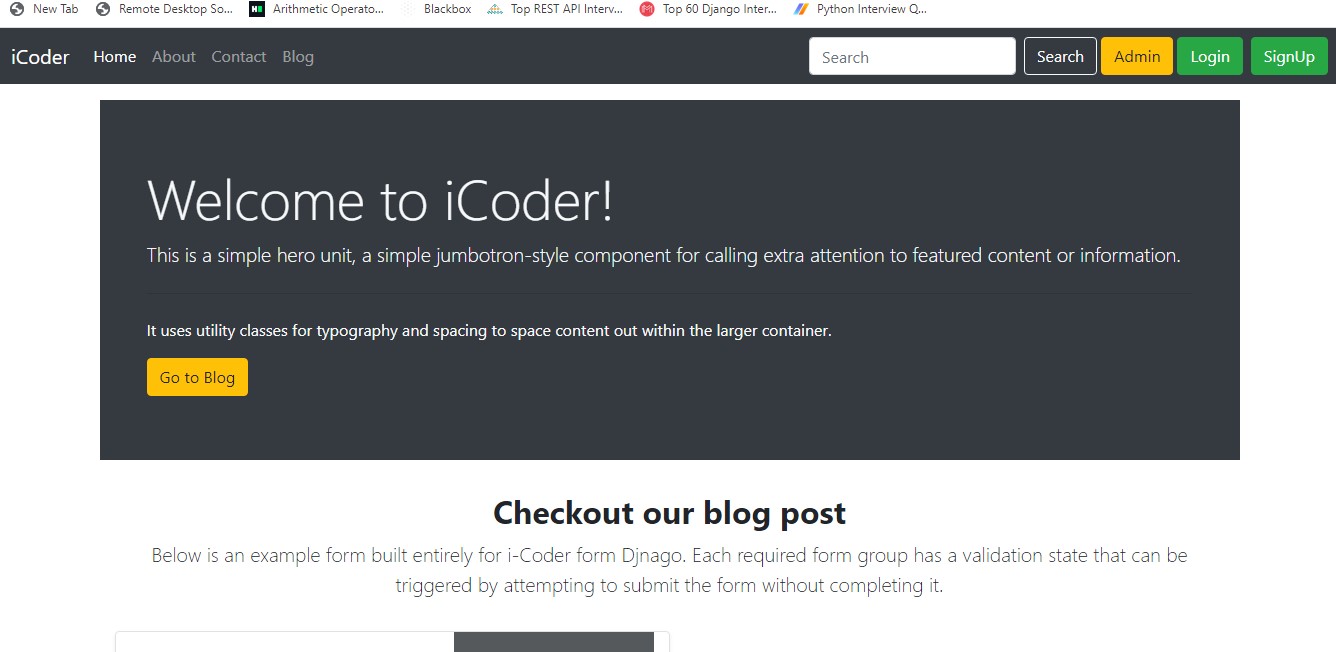 New Tab Remote Desktop So... Arithmetic Operato... Blackbox Top REST API Interv... Top 60 Django Inter... Python Interview Q...
iCoder Home About Contact Blog Search Search Admin Login SignUp
Welcome to iCoder!
This is a simple hero unit, a simple jumbotron-style component for calling extra attention to featured content or information.
It uses utility classes for typography and spacing to space content out within the larger container.
Go to Blog
Checkout our blog post
Below is an example form built entirely for i-Coder form Djnago. Each required form group has a validation state that can be
triggered by attempting to submit the form without completing it.